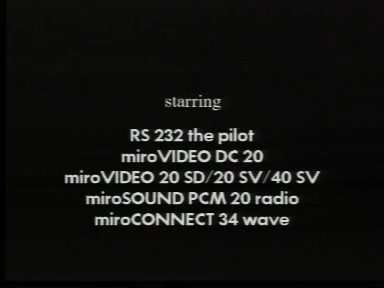 starring
RS 232 the pilot
miroVIDEO DC 20
miroVIDEO 20 SD/20 SV/40 SV
miroSOUND PCM 20 radio
miroCONNECT 34 wave